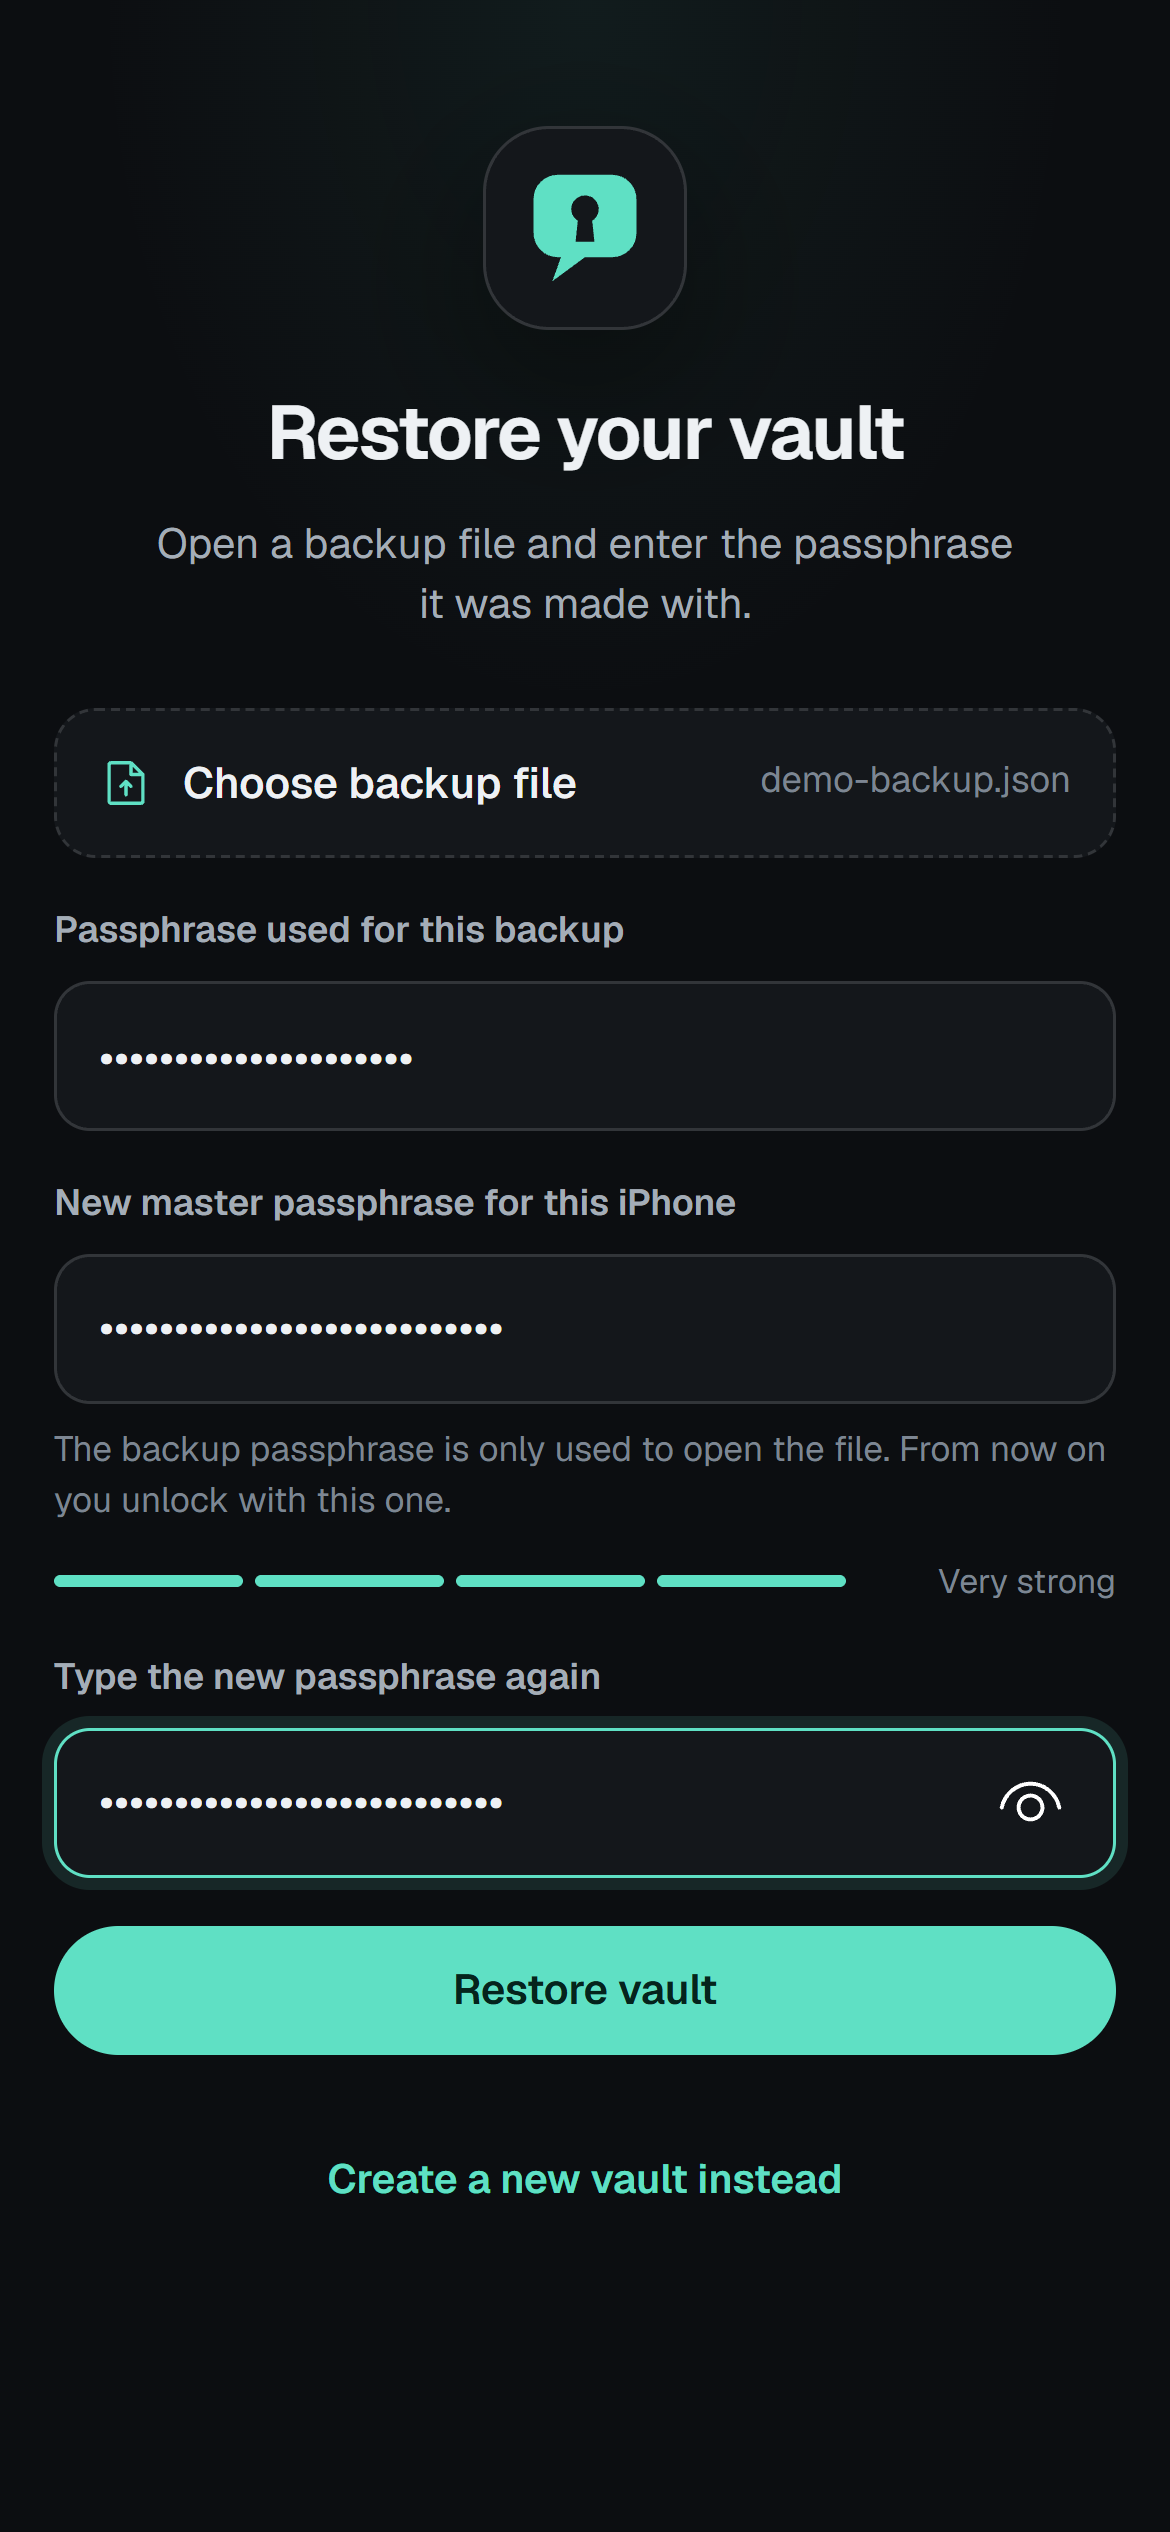 Restore your vault
Open a backup file and enter the passphrase
it was made with.
Choose backup file demo-backup.json
Passphrase used for this backup
•••••••••••••••••••••
New master passphrase for this iPhone
•••••••••••••••••••••••••••
The backup passphrase is only used to open the file. From now on
you unlock with this one.
Very strong
Type the new passphrase again
•••••••••••••••••••••••••••
Restore vault
Create a new vault instead